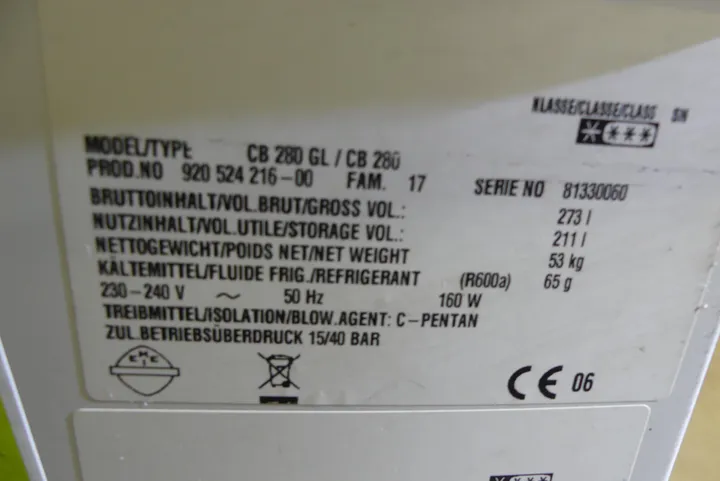 KLASSE/CLASSE/CLASS SN
MODEL/TYPE CB 280 GL / CB 280
PROD.NO 920 524 216-00 FAM. 17 SERIE NO 81330060
BRUTTOINHALT/VOL.BRUT/GROSS VOL.: 273 l
NUTZINHALT/VOL.UTILE/STORAGE VOL.: 211 l
NETTOGEWICHT/POIDS NET/NET WEIGHT 53 kg
KÄLTEMITTEL/FLUIDE FRIG./REFRIGERANT (R600a) 65 g
230-240 V ~ 50 Hz 160 W
TREIBMITTEL/ISOLATION/BLOW.AGENT: C-PENTAN
ZUL.BETRIEBSÜBERDRUCK 15/40 BAR
CE 06